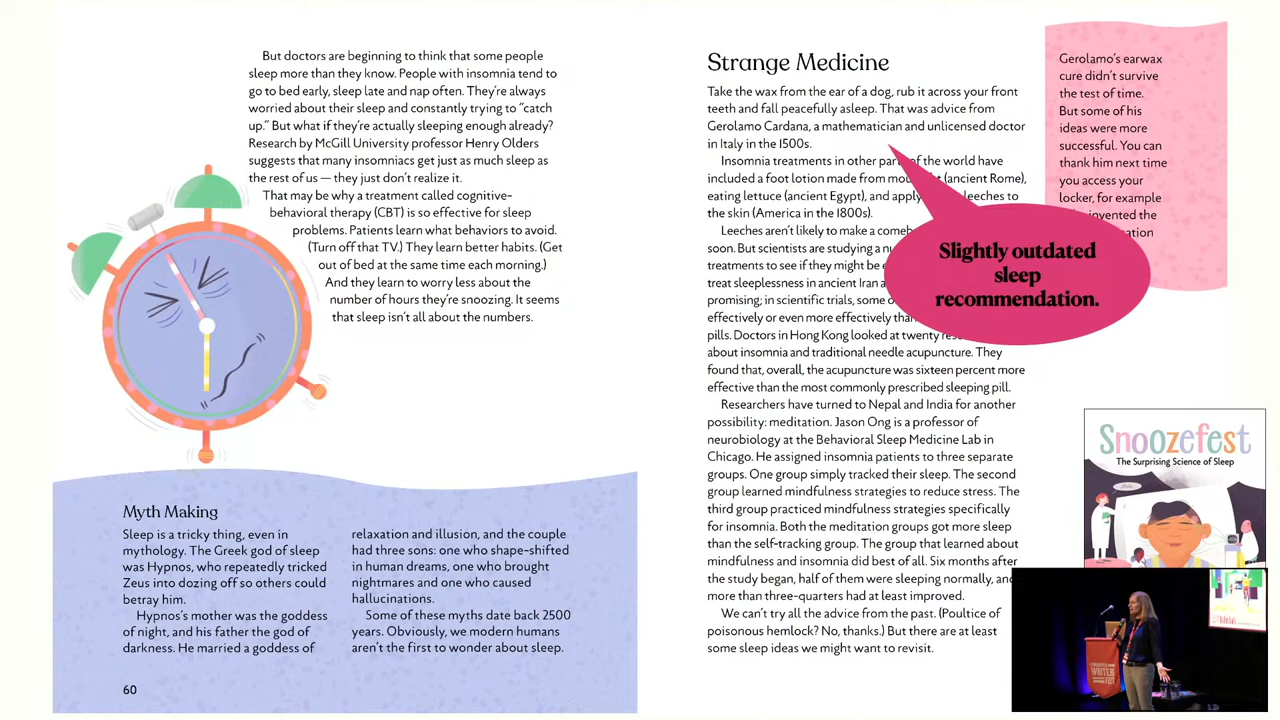 But doctors are beginning to think that some people
sleep more than they know. People with insomnia tend to
go to bed early, sleep late and nap often. They’re always
worried about their sleep and constantly trying to “catch
up.” But what if they’re actually sleeping enough already?
Research by McGill University professor Henry Olders
suggests that many insomniacs get just as much sleep as
the rest of us — they just don’t realize it.
That may be why a treatment called cognitive-
behavioral therapy (CBT) is so effective for sleep
problems. Patients learn what behaviors to avoid.
(Turn off that TV.) They learn better habits. (Get
out of bed at the same time each morning.)
And they learn to worry less about the
number of hours they’re snoozing. It seems
that sleep isn’t all about the numbers.
Myth Making
Sleep is a tricky thing, even in
mythology. The Greek god of sleep
was Hypnos, who repeatedly tricked
Zeus into dozing off so others could
betray him.
Hypnos’s mother was the goddess
of night, and his father the god of
darkness. He married a goddess of
relaxation and illusion, and the couple
had three sons: one who shape-shifted
in human dreams, one who brought
nightmares and one who caused
hallucinations.
Some of these myths date back 2500
years. Obviously, we modern humans
aren’t the first to wonder about sleep.
60
Strange Medicine
Take the wax from the ear of a dog, rub it across your front
teeth and fall peacefully asleep. That was advice from
Gerolamo Cardana, a mathematician and unlicensed doctor
in Italy in the 1500s.
Insomnia treatments in other of the world have
included a foot lotion made from (ancient Rome),
eating lettuce (ancient Egypt), and leeches to
the skin (America in the 1800s).
Leeches aren’t likely to make a
soon. But scientists are studying a
treatments to see if they might be
treat sleeplessness in ancient Iran
promising; in scientific trials, some
effectively or even more effectively
pills. Doctors in Hong Kong looked at twenty
about insomnia and traditional needle acupuncture. They
found that, overall, the acupuncture was sixteen percent more
effective than the most commonly prescribed sleeping pill.
Researchers have turned to Nepal and India for another
possibility: meditation. Jason Ong is a professor of
neurobiology at the Behavioral Sleep Medicine Lab in
Chicago. He assigned insomnia patients to three separate
groups. One group simply tracked their sleep. The second
group learned mindfulness strategies to reduce stress. The
third group practiced mindfulness strategies specifically
for insomnia. Both the meditation groups got more sleep
than the self-tracking group. The group that learned about
mindfulness and insomnia did best of all. Six months after
the study began, half of them were sleeping normally, and
more than three-quarters had at least improved.
We can’t try all the advice from the past. (Poultice of
poisonous hemlock? No, thanks.) But there are at least
some sleep ideas we might want to revisit.
Gerolamo’s earwax
cure didn’t survive
the test of time.
But some of his
ideas were more
successful. You can
thank him next time
you access your
locker, for example
invented the
Slightly outdated
sleep
recommendation.
Snoozefest
The Surprising Science of Sleep
WRITER
FEST